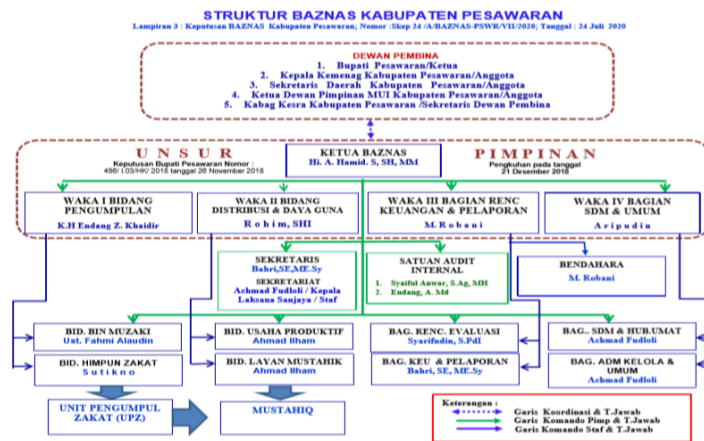 STRUKTUR BAZNAS KABUPATEN PESAWARAN
Lampiran 3 : Keputusan BAZNAS Kabupaten Pesawaran; Nomor :Skep 24 /A/BAZNAS-PSWR/VII/2020; Tanggal : 24 Juli 2020
DEWAN PEMBINA
1. Bupati Pesawaran/Ketua
2. Kepala Kemenag Kabupaten Pesawaran/Anggota
3. Sekretaris Daerah Kabupaten Pesawaran/Anggota
4. Ketua Dewan Pimpinan MUI Kabupaten Pesawaran/Anggota
5. Kabag Kesra Kabupaten Pesawaran /Sekretaris Dewan Pembina
UNSUR
Keputusan Bupati Pesawaran Nomor :
466/ I.03/HK/ 2018 tanggal 26 November 2018
KETUA BAZNAS
Hi. A. Hamid. S, SH, MM
PIMPINAN
Pengkuhan pada tanggal
21 Desember 2018
WAKA I BIDANG
PENGUMPULAN
K.H Endang Z. Khaidir
WAKA II BIDANG
DISTRIBUSI & DAYA GUNA
Rohim, SHI
WAKA III BAGIAN RENC
KEUANGAN & PELAPORAN
M. Robani
WAKA IV BAGIAN
SDM & UMUM
Aripudin
SEKRETARIS
Bahri,SE,ME.Sy
SEKRETARIAT
Achmad Fudloli / Kepala
Laksana Sanjaya / Staf
SATUAN AUDIT
INTERNAL
1. Syaiful Anwar, S.Ag, MH
2. Endang, A. Md
BENDAHARA
M. Robani
BID. BIN MUZAKI
Ust. Fahmi Alaudin
BID. USAHA PRODUKTIF
Ahmad Ilham
BAG. RENC. EVALUASI
Syarifudin, S.PdI
BAG.. SDM & HUB.UMAT
Achmad Fudloli
BID. HIMPUN ZAKAT
Sutikno
BID. LAYAN MUSTAHIK
Ahmad Ilham
BAG. KEU & PELAPORAN
Bahri, SE, ME.Sy
BAG. ADM KELOLA &
UMUM
Achmad Fudloli
UNIT PENGUMPUL
ZAKAT (UPZ)
MUSTAHIQ
Keterangan :
Garis Koordinasi & T.Jawab
Garis Komando Pimp & T.Jawab
Garis Komando Staf & T.Jawab